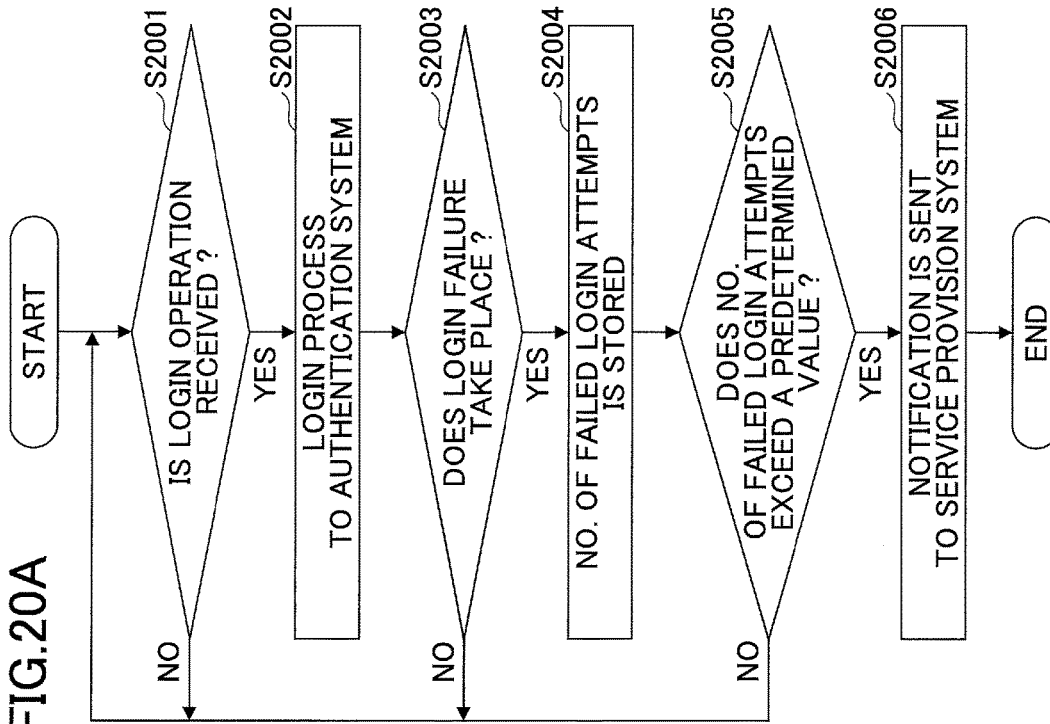 FIG.20A
START
IS LOGIN OPERATION
RECEIVED ?
S2001
NO
YES
LOGIN PROCESS
TO AUTHENTICATION SYSTEM
S2002
DOES LOGIN FAILURE
TAKE PLACE ?
S2003
NO
YES
NO. OF FAILED LOGIN ATTEMPTS
IS STORED
S2004
DOES NO.
OF FAILED LOGIN ATTEMPTS
EXCEED A PREDETERMINED
VALUE ?
S2005
NO
YES
NOTIFICATION IS SENT
TO SERVICE PROVISION SYSTEM
S2006
END